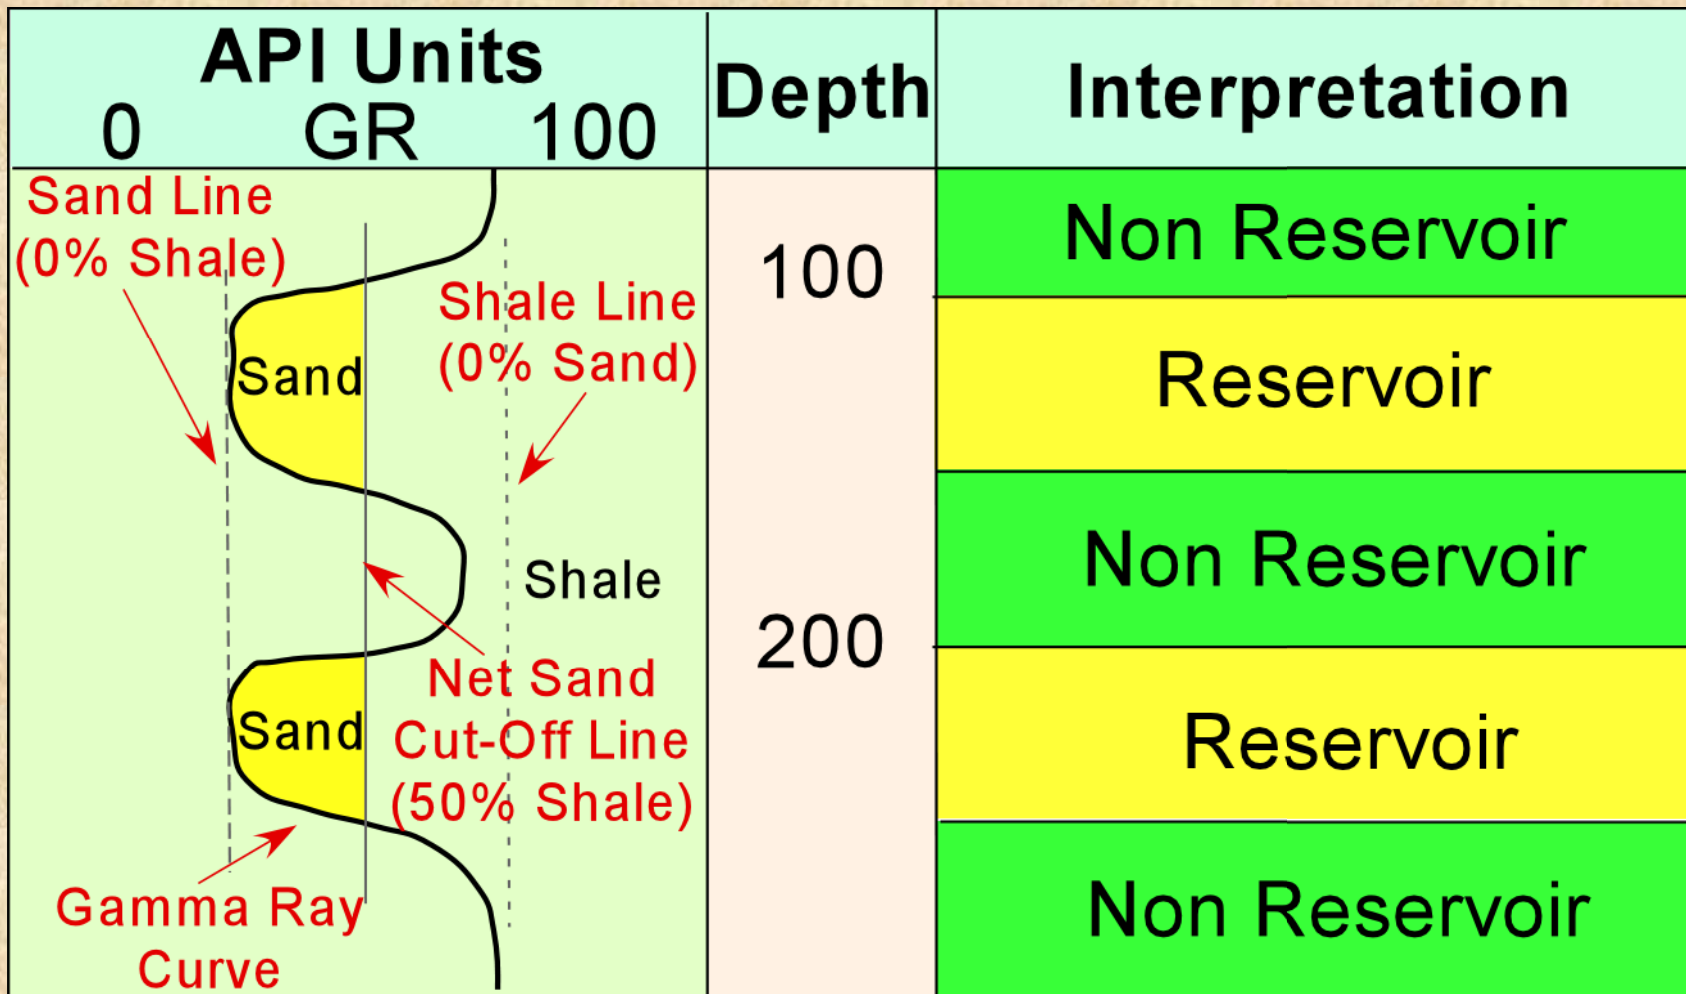 API Units
0 GR 100
Depth
Interpretation
Sand Line
(0% Shale)
Shale Line
(0% Sand)
Sand
Shale
Net Sand
Cut-Off Line
(50% Shale)
Sand
Gamma Ray
Curve
100
200
Non Reservoir
Reservoir
Non Reservoir
Reservoir
Non Reservoir